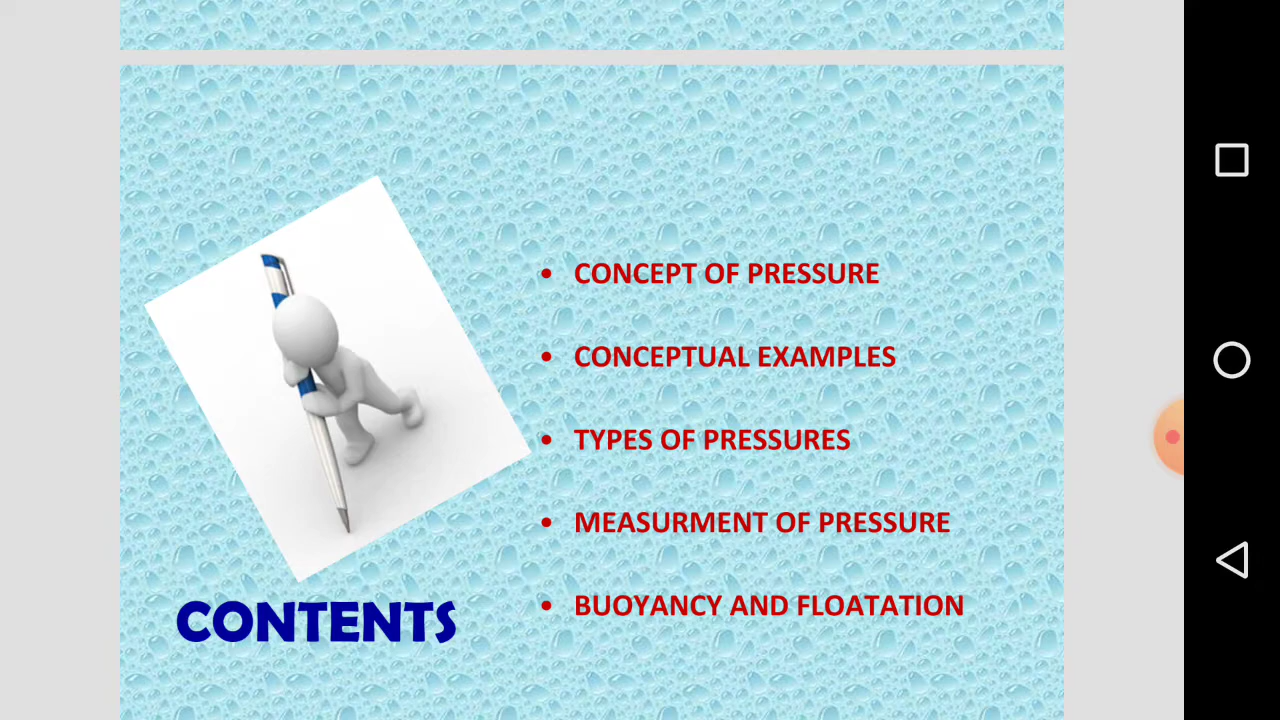 • CONCEPT OF PRESSURE
• CONCEPTUAL EXAMPLES
• TYPES OF PRESSURES
• MEASURMENT OF PRESSURE
• BUOYANCY AND FLOATATION
CONTENTS